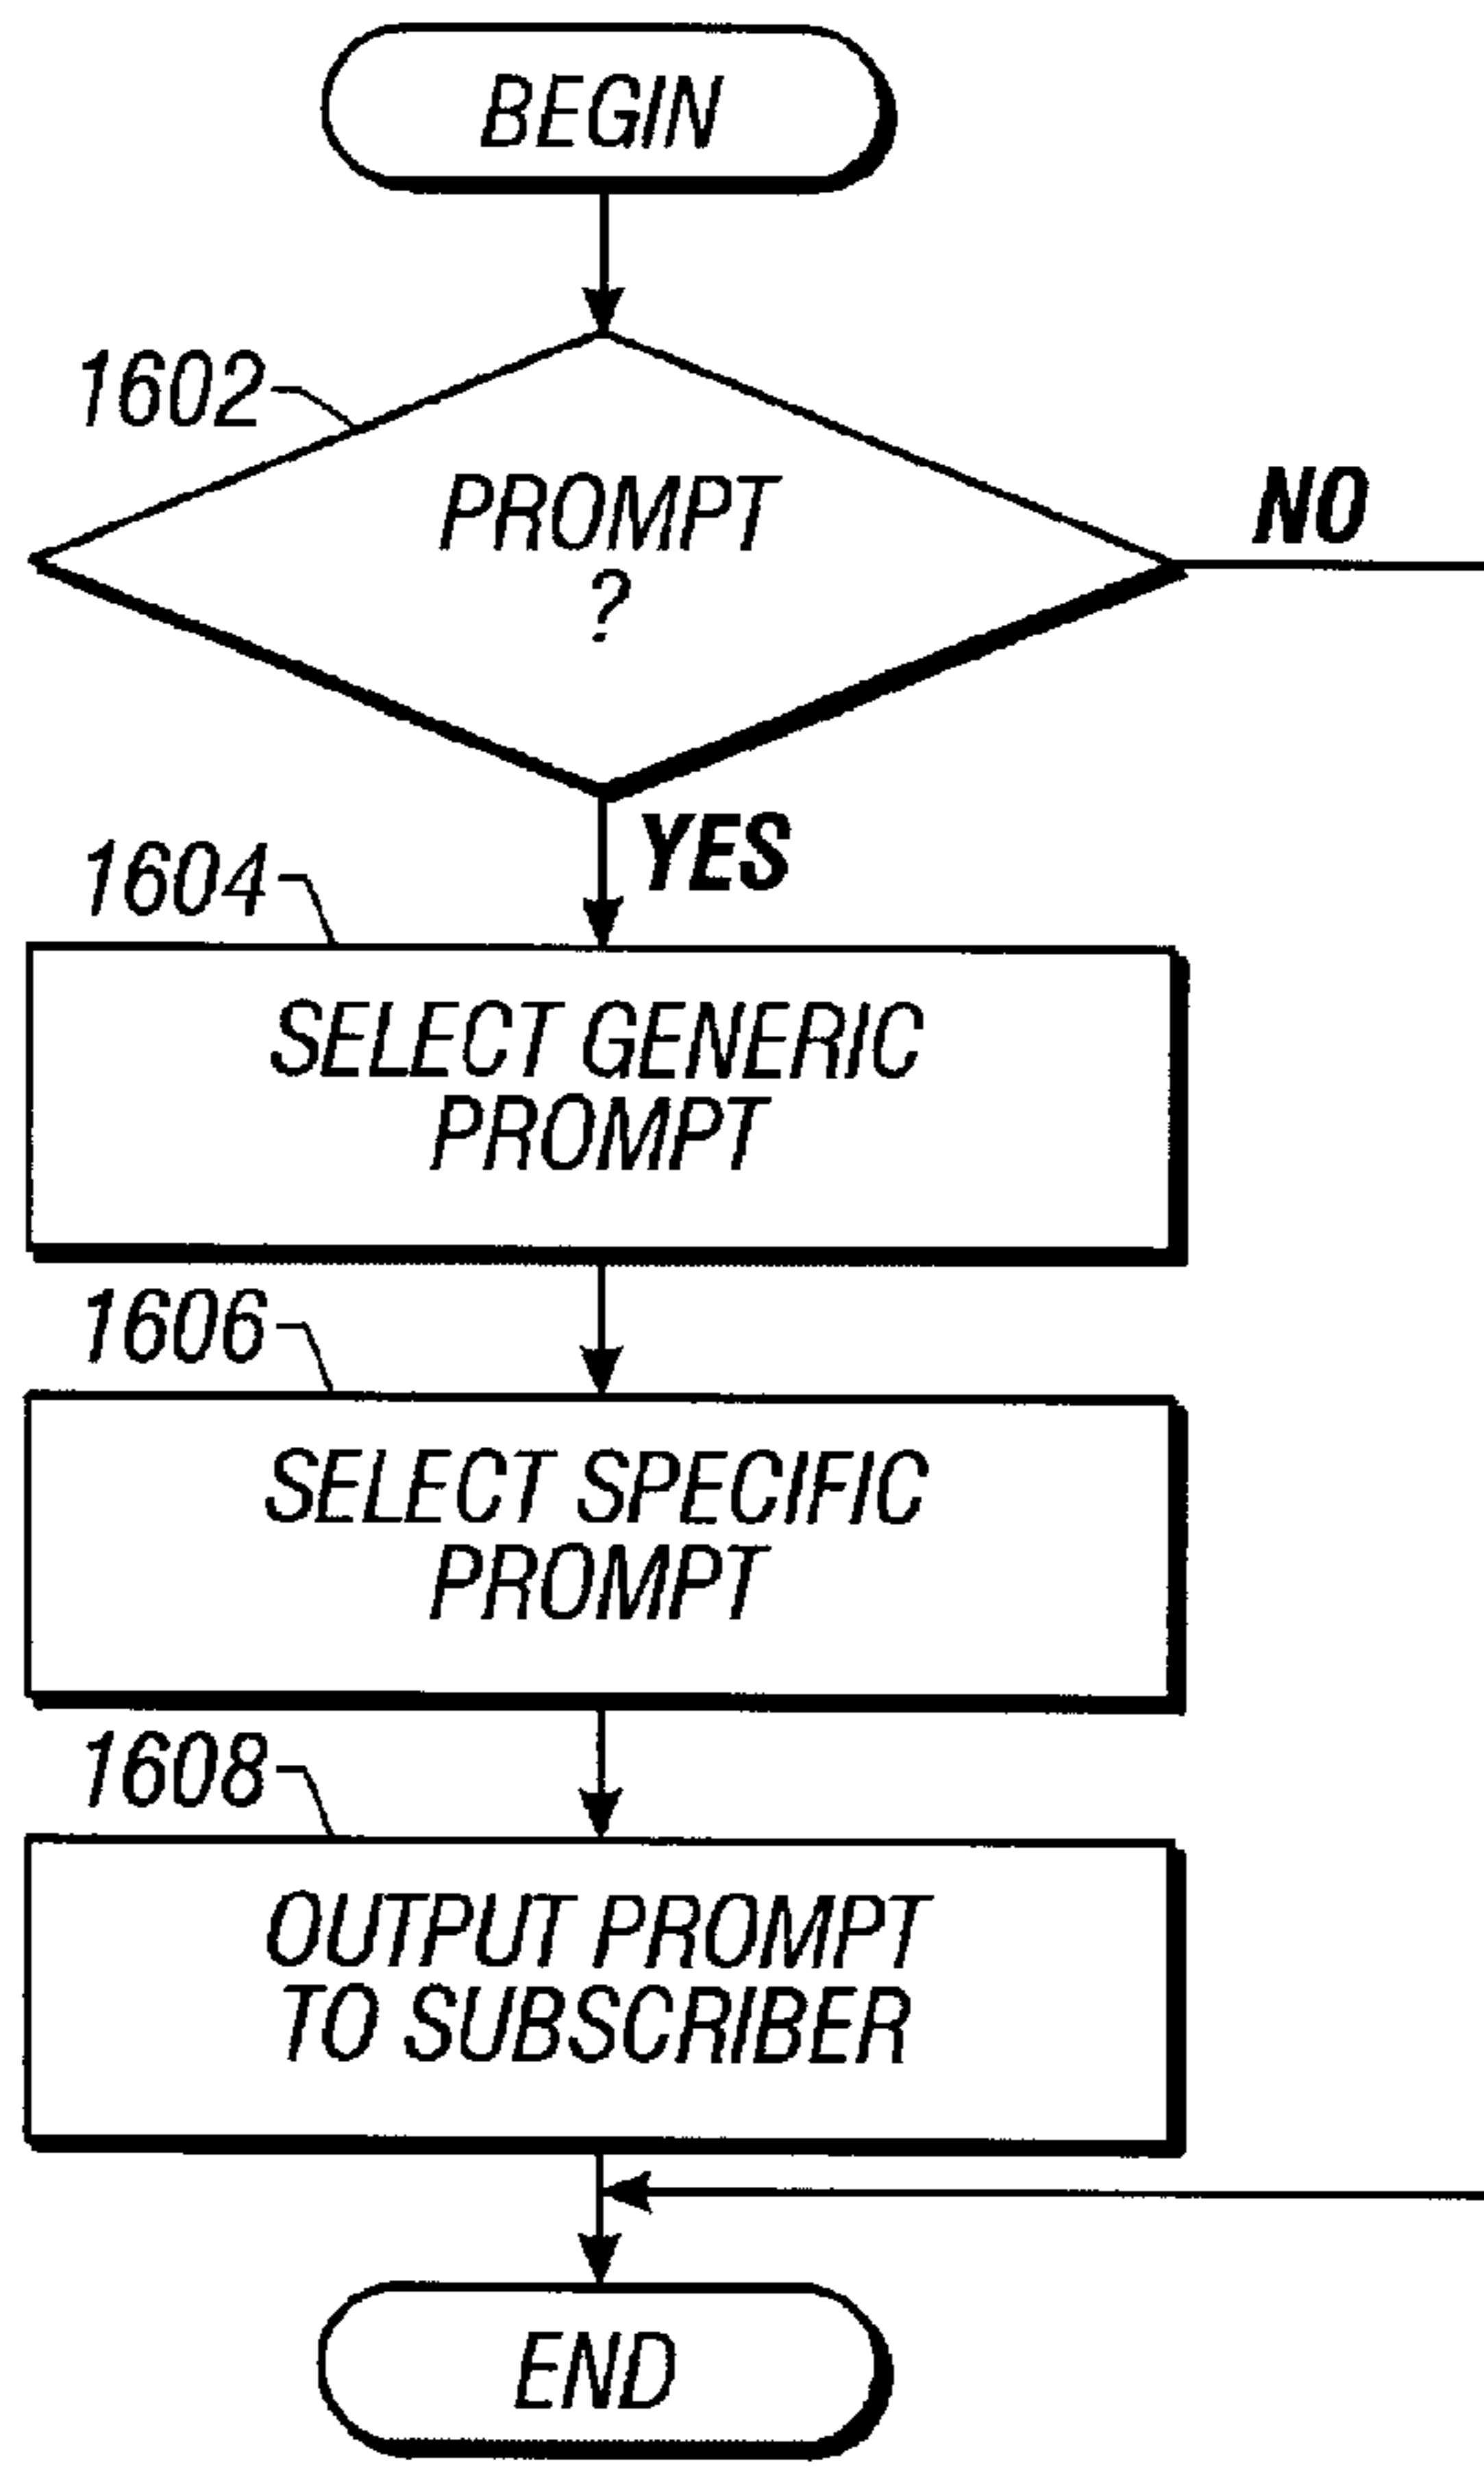 BEGIN
1602
PROMPT
?
NO
YES
1604
SELECT GENERIC
PROMPT
1606
SELECT SPECIFIC
PROMPT
1608
OUTPUT PROMPT
TO SUBSCRIBER
END